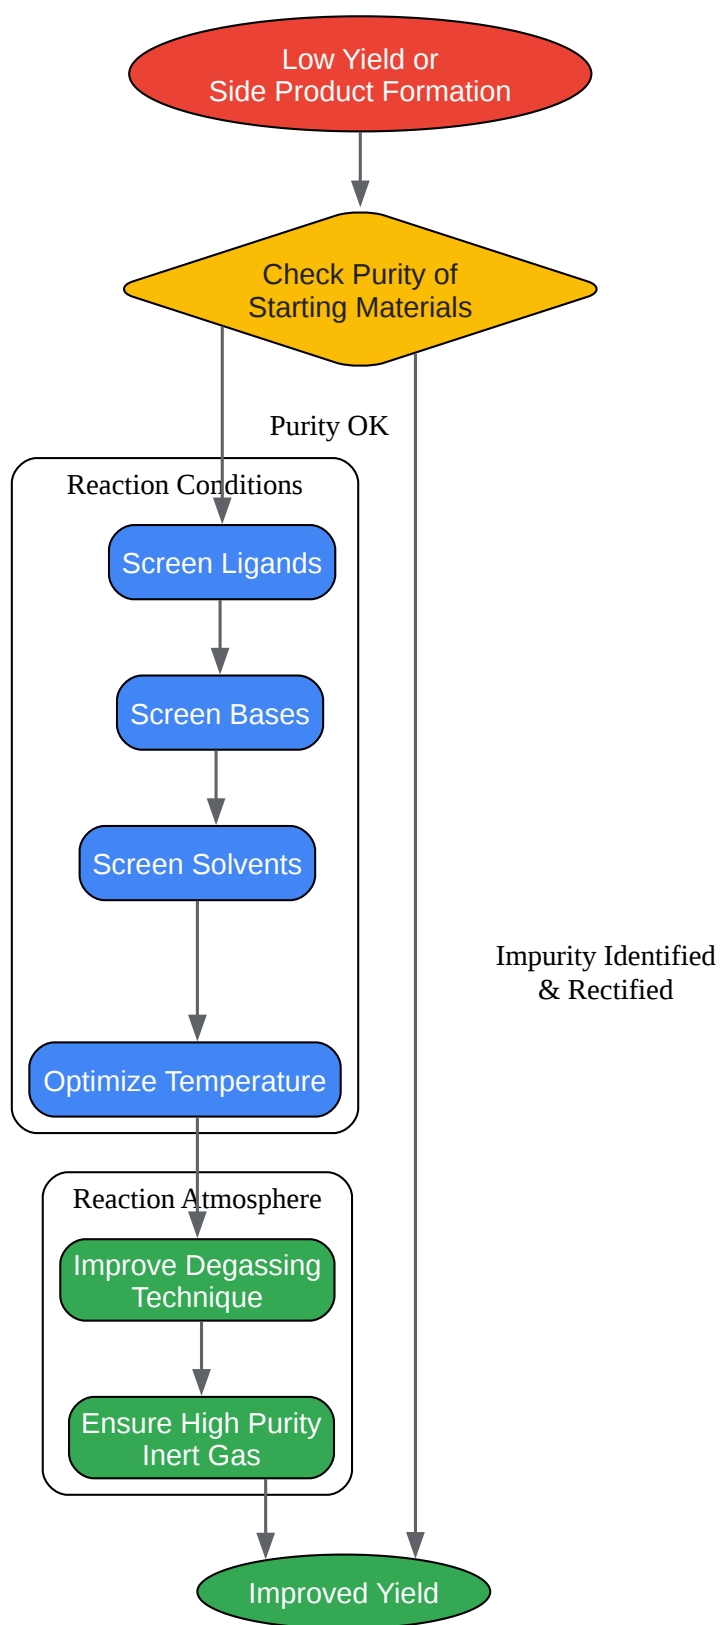 Low Yield or
Side Product Formation
Check Purity of
Starting Materials
Purity OK
Reaction Conditions
Screen Ligands
Screen Bases
Screen Solvents
Impurity Identified
& Rectified
Optimize Temperature
Reaction Atmosphere
Improve Degassing
Technique
Ensure High Purity
Inert Gas
Improved Yield